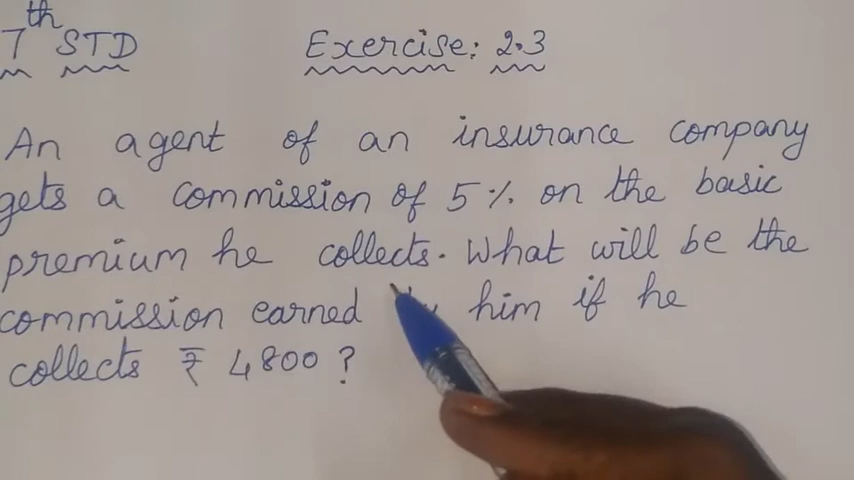 7th STD Exercise: 2.3
An agent of an insurance company
gets a commission of 5% on the basic
premium he collects. What will be the
commission earned him if he
collects ₹ 4800?